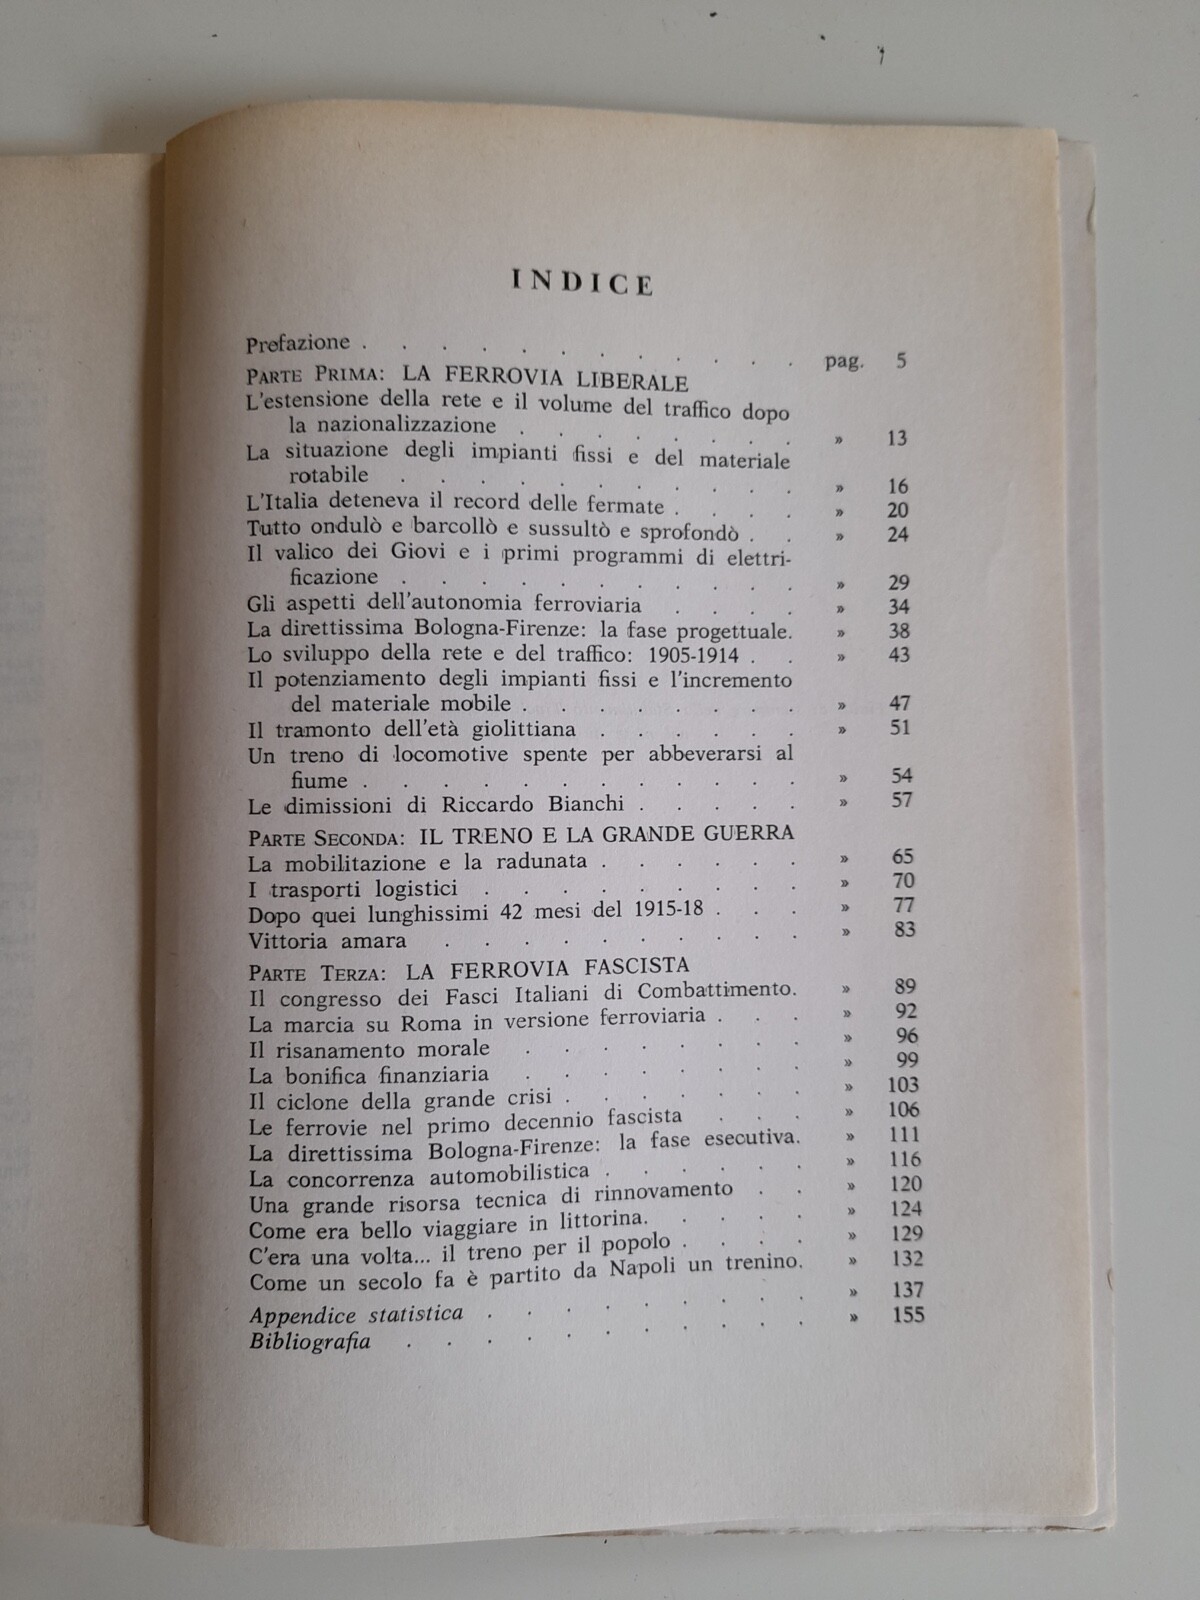 INDICE
Prefazione . . . . . . . . . . . . pag. 5
PARTE PRIMA: LA FERROVIA LIBERALE
L'estensione della rete e il volume del traffico dopo
la nazionalizzazione . . . . . . . . » 13
La situazione degli impianti fissi e del materiale
rotabile . . . . . . . . . . . » 16
L'Italia deteneva il record delle fermate . . . . » 20
Tutto ondulò e barcollò e sussultò e sprofondò . . » 24
Il valico dei Giovi e i primi programmi di elettri-
ficazione . . . . . . . . . . . » 29
Gli aspetti dell'autonomia ferroviaria . . . . » 34
La direttissima Bologna-Firenze: la fase progettuale. » 38
Lo sviluppo della rete e del traffico: 1905-1914 . . » 43
Il potenziamento degli impianti fissi e l'incremento
del materiale mobile . . . . . . . . » 47
Il tramonto dell'età giolittiana . . . . . . » 51
Un treno di locomotive spente per abbeverarsi al
fiume . . . . . . . . . . . . » 54
Le dimissioni di Riccardo Bianchi . . . . . » 57
PARTE SECONDA: IL TRENO E LA GRANDE GUERRA
La mobilitazione e la radunata . . . . . . » 65
I trasporti logistici . . . . . . . . . » 70
Dopo quei lunghissimi 42 mesi del 1915-18 . . . » 77
Vittoria amara . . . . . . . . . . » 83
PARTE TERZA: LA FERROVIA FASCISTA
Il congresso dei Fasci Italiani di Combattimento. » 89
La marcia su Roma in versione ferroviaria . . . » 92
Il risanamento morale . . . . . . . . » 96
La bonifica finanziaria . . . . . . . . » 99
Il ciclone della grande crisi . . . . . . . » 103
Le ferrovie nel primo decennio fascista . . . » 106
La direttissima Bologna-Firenze: la fase esecutiva. » 111
La concorrenza automobilistica . . . . . . » 116
Una grande risorsa tecnica di rinnovamento . . » 120
Come era bello viaggiare in littorina. . . . . » 124
C'era una volta... il treno per il popolo . . . . » 129
Come un secolo fa è partito da Napoli un trenino. » 132
Appendice statistica . . . . . . . . . » 137
Bibliografia . . . . . . . . . . . » 155